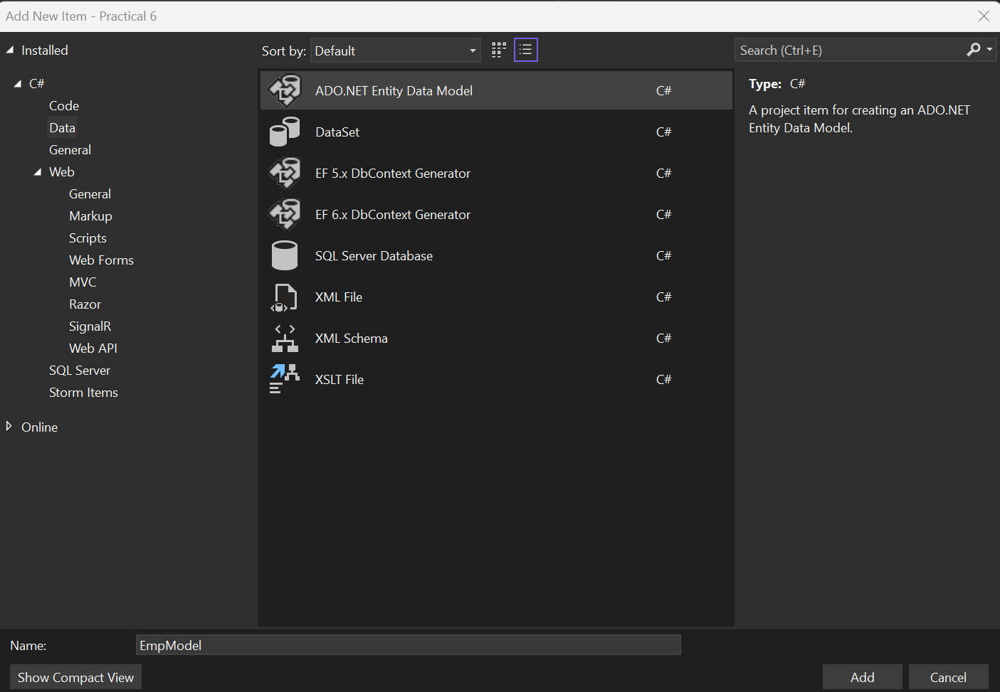 Add New Item - Practical 6
Installed
C#
Code
Data
General
Web
General
Markup
Scripts
Web Forms
MVC
Razor
SignalR
Web API
SQL Server
Storm Items
Online
Sort by: Default
ADO.NET Entity Data Model C#
DataSet C#
EF 5.x DbContext Generator C#
EF 6.x DbContext Generator C#
SQL Server Database C#
XML File C#
XML Schema C#
XSLT File C#
Search (Ctrl+E)
Type: C#
A project item for creating an ADO.NET
Entity Data Model.
Name: EmpModel
Show Compact View
Add Cancel